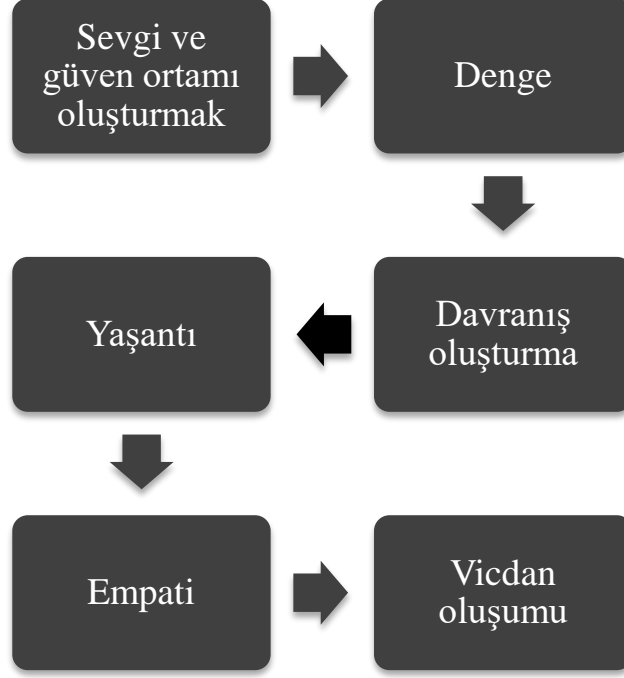 Sevgi ve
güven ortamı
oluşturmak
Denge
Davranış
oluşturma
Yaşantı
Empati
Vicdan
oluşumu